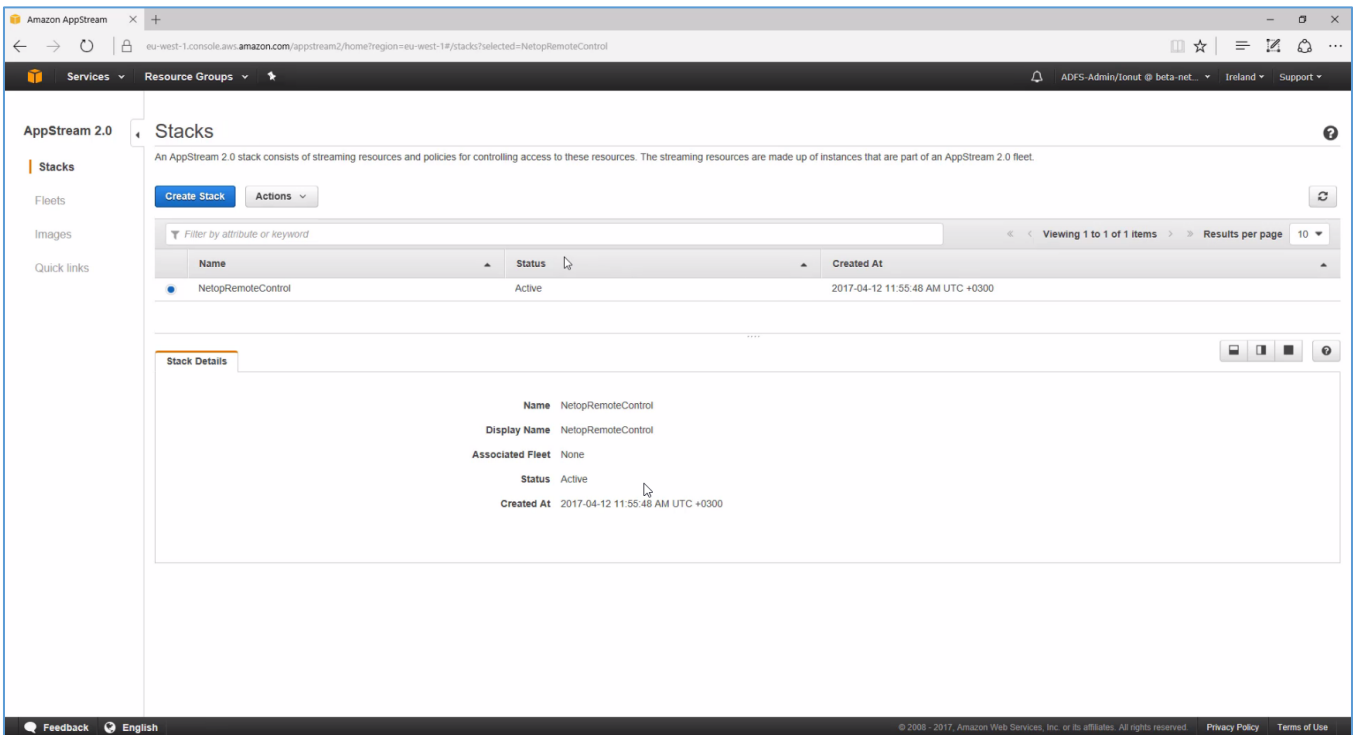 Amazon AppStream
eu-west-1.console.aws.amazon.com/appstream2/home?region=eu-west-1#/stacks?selected=NetopRemoteControl
Services Resource Groups ADFS-Admin/Ionut @ beta-net... Ireland Support
AppStream 2.0
Stacks
Fleets
Images
Quick links
Stacks
An AppStream 2.0 stack consists of streaming resources and policies for controlling access to these resources. The streaming resources are made up of instances that are part of an AppStream 2.0 fleet.
Create Stack Actions
Filter by attribute or keyword Viewing 1 to 1 of 1 items Results per page 10
Name Status Created At
NetopRemoteControl Active 2017-04-12 11:55:48 AM UTC +0300
Stack Details
Name NetopRemoteControl
Display Name NetopRemoteControl
Associated Fleet None
Status Active
Created At 2017-04-12 11:55:48 AM UTC +0300
Feedback English © 2008 - 2017, Amazon Web Services, Inc. or its affiliates. All rights reserved. Privacy Policy Terms of Use